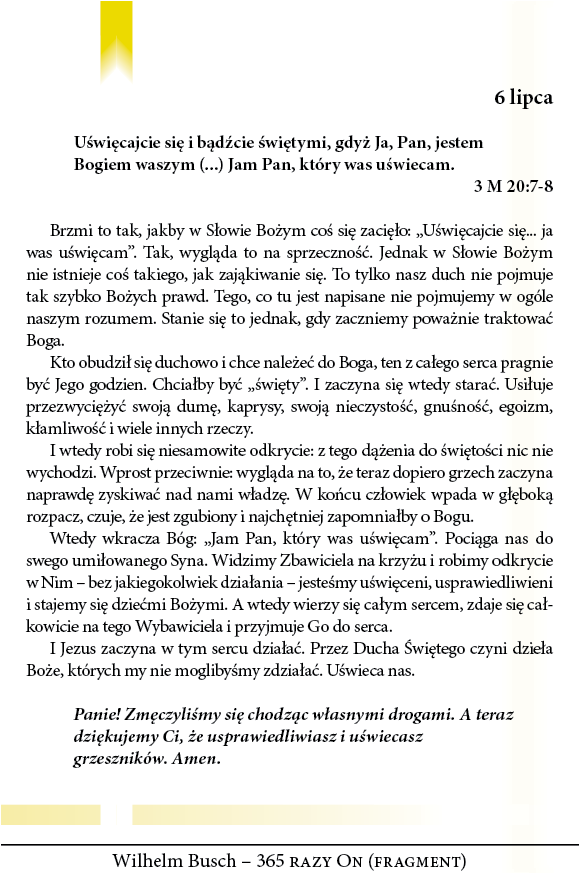 6 lipca
Uświęcajcie się i bądźcie świętymi, gdyż Ja, Pan, jestem
Bogiem waszym (...) Jam Pan, który was uświecam.
3 M 20:7-8
Brzmi to tak, jakby w Słowie Bożym coś się zacięło: „Uświęcajcie się... ja
was uświęcam”. Tak, wygląda to na sprzeczność. Jednak w Słowie Bożym
nie istnieje coś takiego, jak zająkiwanie się. To tylko nasz duch nie pojmuje
tak szybko Bożych prawd. Tego, co tu jest napisane nie pojmujemy w ogóle
naszym rozumem. Stanie się to jednak, gdy zaczniemy poważnie traktować
Boga.
Kto obudził się duchowo i chce należeć do Boga, ten z całego serca pragnie
być Jego godzien. Chciałby być „święty”. I zaczyna się wtedy starać. Usiłuje
przezwyciężyć swoją dumę, kaprysy, swoją nieczystość, gnuśność, egoizm,
kłamliwość i wiele innych rzeczy.
I wtedy robi się niesamowite odkrycie: z tego dążenia do świętości nic nie
wychodzi. Wprost przeciwnie: wygląda na to, że teraz dopiero grzech zaczyna
naprawdę zyskiwać nad nami władzę. W końcu człowiek wpada w głęboką
rozpacz, czuje, że jest zgubiony i najchętniej zapomniałby o Bogu.
Wtedy wkracza Bóg: „Jam Pan, który was uświęcam”. Pociąga nas do
swego umiłowanego Syna. Widzimy Zbawiciela na krzyżu i robimy odkrycie
w Nim – bez jakiegokolwiek działania – jesteśmy uświęceni, usprawiedliwieni
i stajemy się dziećmi Bożymi. A wtedy wierzy się całym sercem, zdaje się cał-
kowicie na tego Wybawiciela i przyjmuje Go do serca.
I Jezus zaczyna w tym sercu działać. Przez Ducha Świętego czyni dzieła
Boże, których my nie moglibyśmy zdziałać. Uświeca nas.
Panie! Zmęczyliśmy się chodząc własnymi drogami. A teraz
dziękujemy Ci, że usprawiedliwiasz i uświecasz
grzeszników. Amen.
Wilhelm Busch – 365 RAZY ON (FRAGMENT)